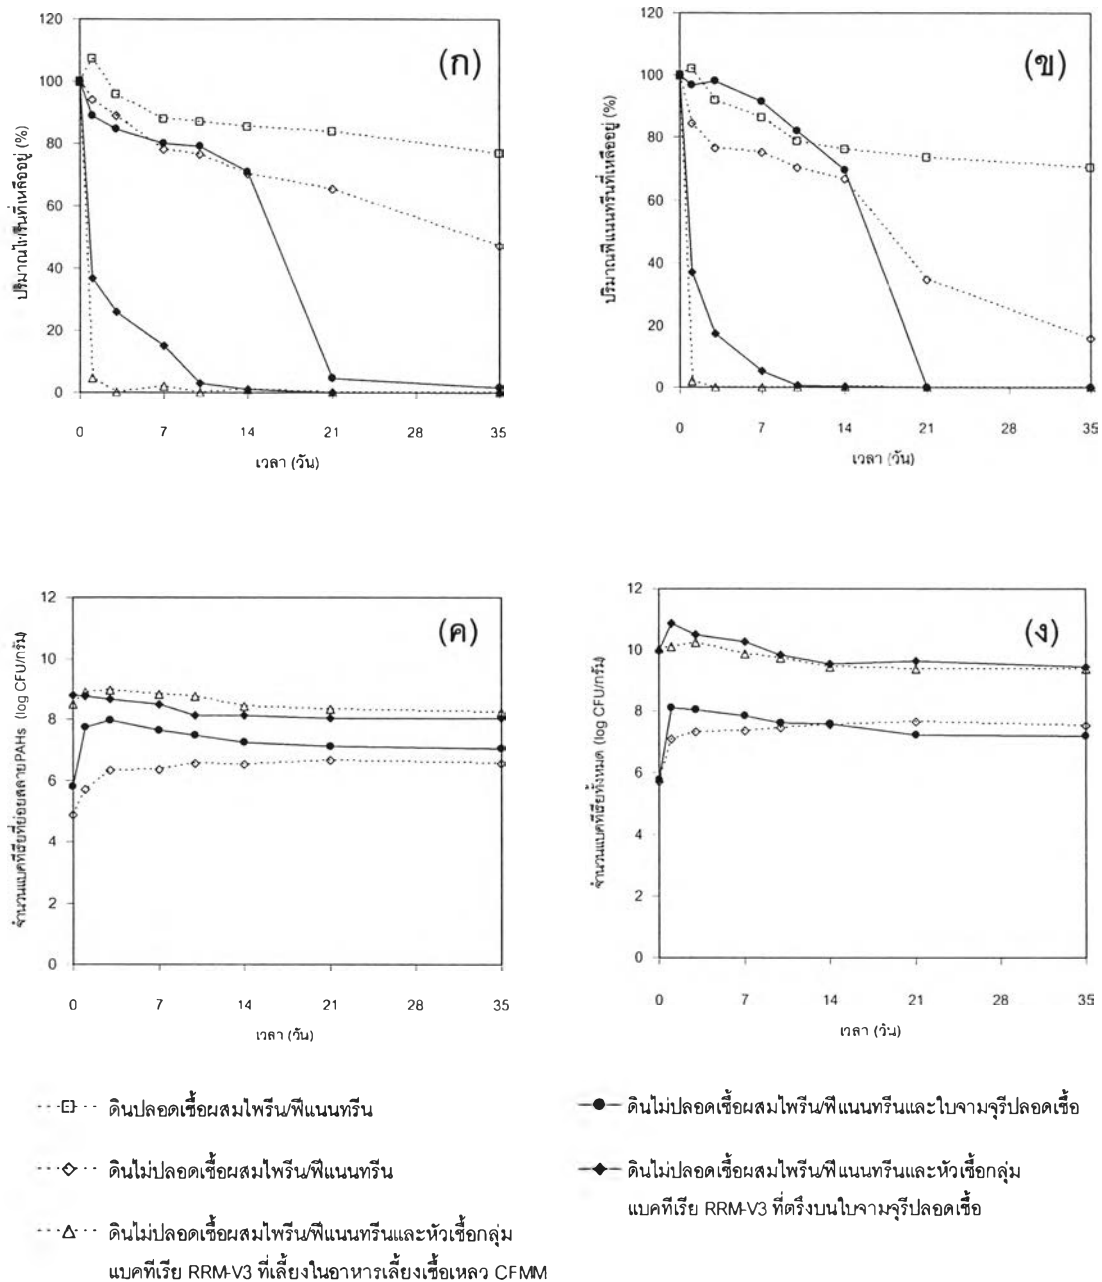 (ก)
ปริมาณไพรีนที่เหลืออยู่ (%)
120
100
80
60
40
20
0
0 7 14 21 28 35
เวลา (วัน)
(ข)
ปริมาณฟีแนนทรีนที่เหลืออยู่ (%)
120
100
80
60
40
20
0
0 7 14 21 28 35
เวลา (วัน)
(ค)
จำนวนแบคทีเรียที่ย่อยสลายPAHs (log CFU/กรัม)
12
10
8
6
4
2
0
0 7 14 21 28 35
เวลา (วัน)
(ง)
จำนวนแบคทีเรียทั้งหมด (log CFU/กรัม)
12
10
8
6
4
2
0
0 7 14 21 28 35
เวลา (วัน)
ดินปลอดเชื้อผสมไพรีน/ฟีแนนทรีน
ดินไม่ปลอดเชื้อผสมไพรีน/ฟีแนนทรีน
ดินไม่ปลอดเชื้อผสมไพรีน/ฟีแนนทรีนและหัวเชื้อกลุ่ม
แบคทีเรีย RRM-V3 ที่เลี้ยงในอาหารเลี้ยงเชื้อเหลว CFMM
ดินไม่ปลอดเชื้อผสมไพรีน/ฟีแนนทรีนและใบจามจุรีปลอดเชื้อ
ดินไม่ปลอดเชื้อผสมไพรีน/ฟีแนนทรีนและหัวเชื้อกลุ่ม
แบคทีเรีย RRM-V3 ที่ตรึงบนใบจามจุรีปลอดเชื้อ